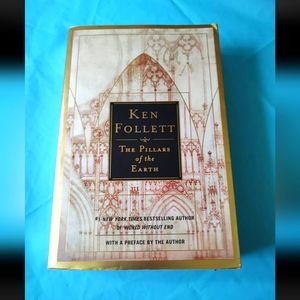 KEN
FOLLETT
THE PILLARS
of the
EARTH
#1 NEW YORK TIMES BESTSELLING AUTHOR
OF WORLD WITHOUT END
WITH A PREFACE BY THE AUTHOR